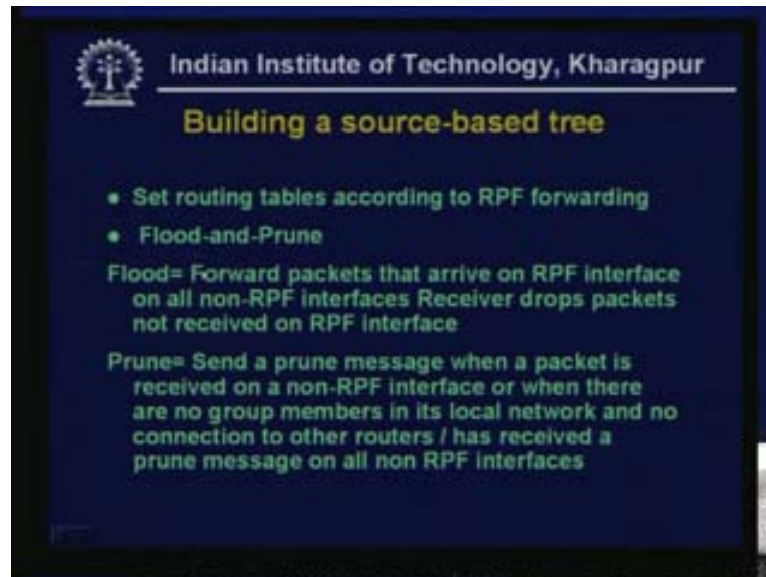 Indian Institute of Technology, Kharagpur
Building a source-based tree
• Set routing tables according to RPF forwarding
• Flood-and-Prune
Flood= Forward packets that arrive on RPF interface
on all non-RPF interfaces Receiver drops packets
not received on RPF interface
Prune= Send a prune message when a packet is
received on a non-RPF interface or when there
are no group members in its local network and no
connection to other routers / has received a
prune message on all non RPF interfaces